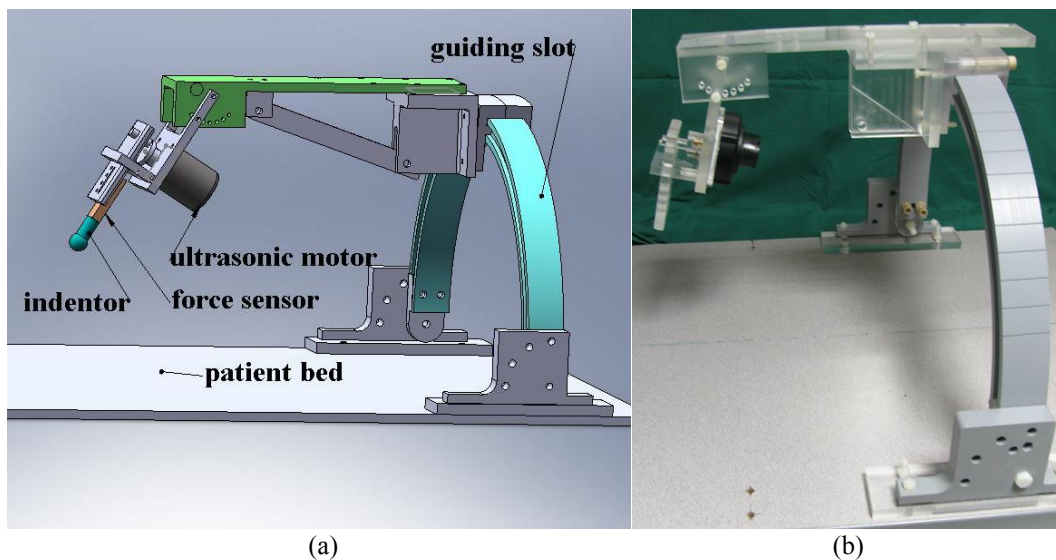 guiding slot
ultrasonic motor
force sensor
indentor
patient bed
(a)
(b)